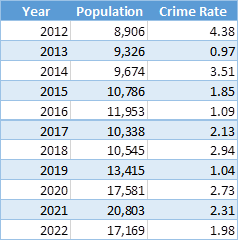 Year Population Crime Rate
2012 8,906 4.38
2013 9,326 0.97
2014 9,674 3.51
2015 10,786 1.85
2016 11,953 1.09
2017 10,338 2.13
2018 10,545 2.94
2019 13,415 1.04
2020 17,581 2.73
2021 20,803 2.31
2022 17,169 1.98